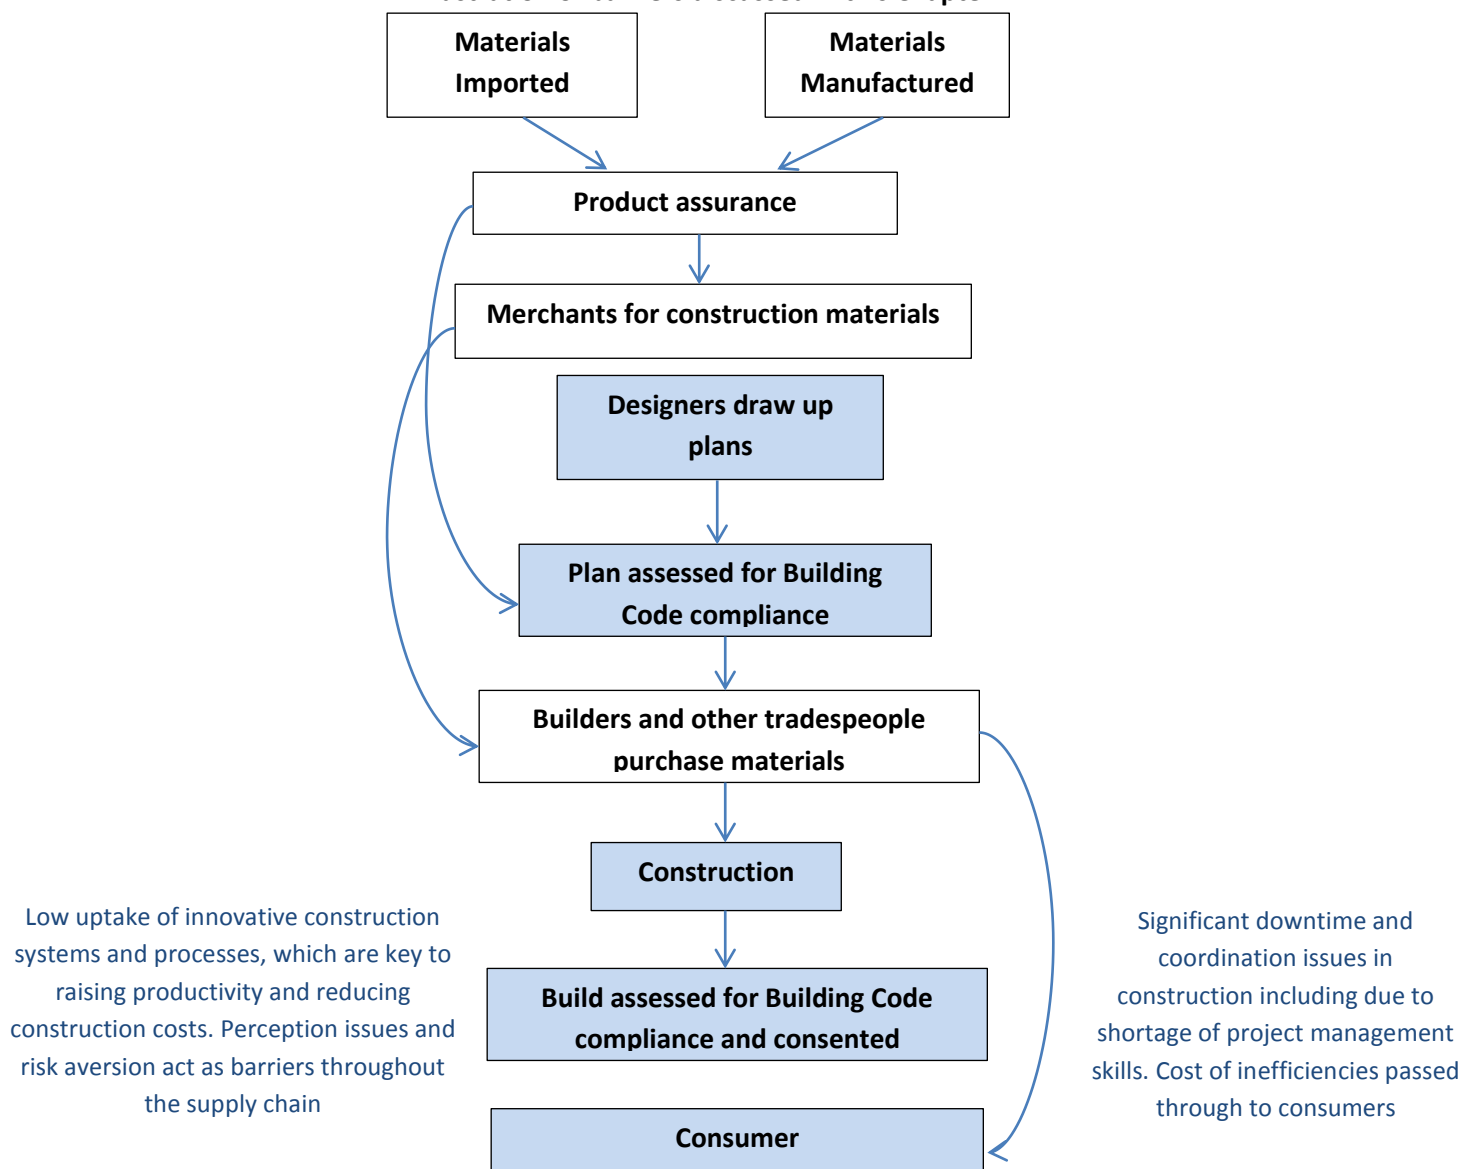 Materials
Imported
Materials
Manufactured
Product assurance
Merchants for construction materials
Designers draw up
plans
Plan assessed for Building
Code compliance
Builders and other tradespeople
purchase materials
Construction
Low uptake of innovative construction
systems and processes, which are key to
raising productivity and reducing
construction costs. Perception issues and
risk aversion act as barriers throughout
the supply chain
Significant downtime and
coordination issues in
construction including due to
shortage of project management
skills. Cost of inefficiencies passed
through to consumers
Build assessed for Building Code
compliance and consented
Consumer